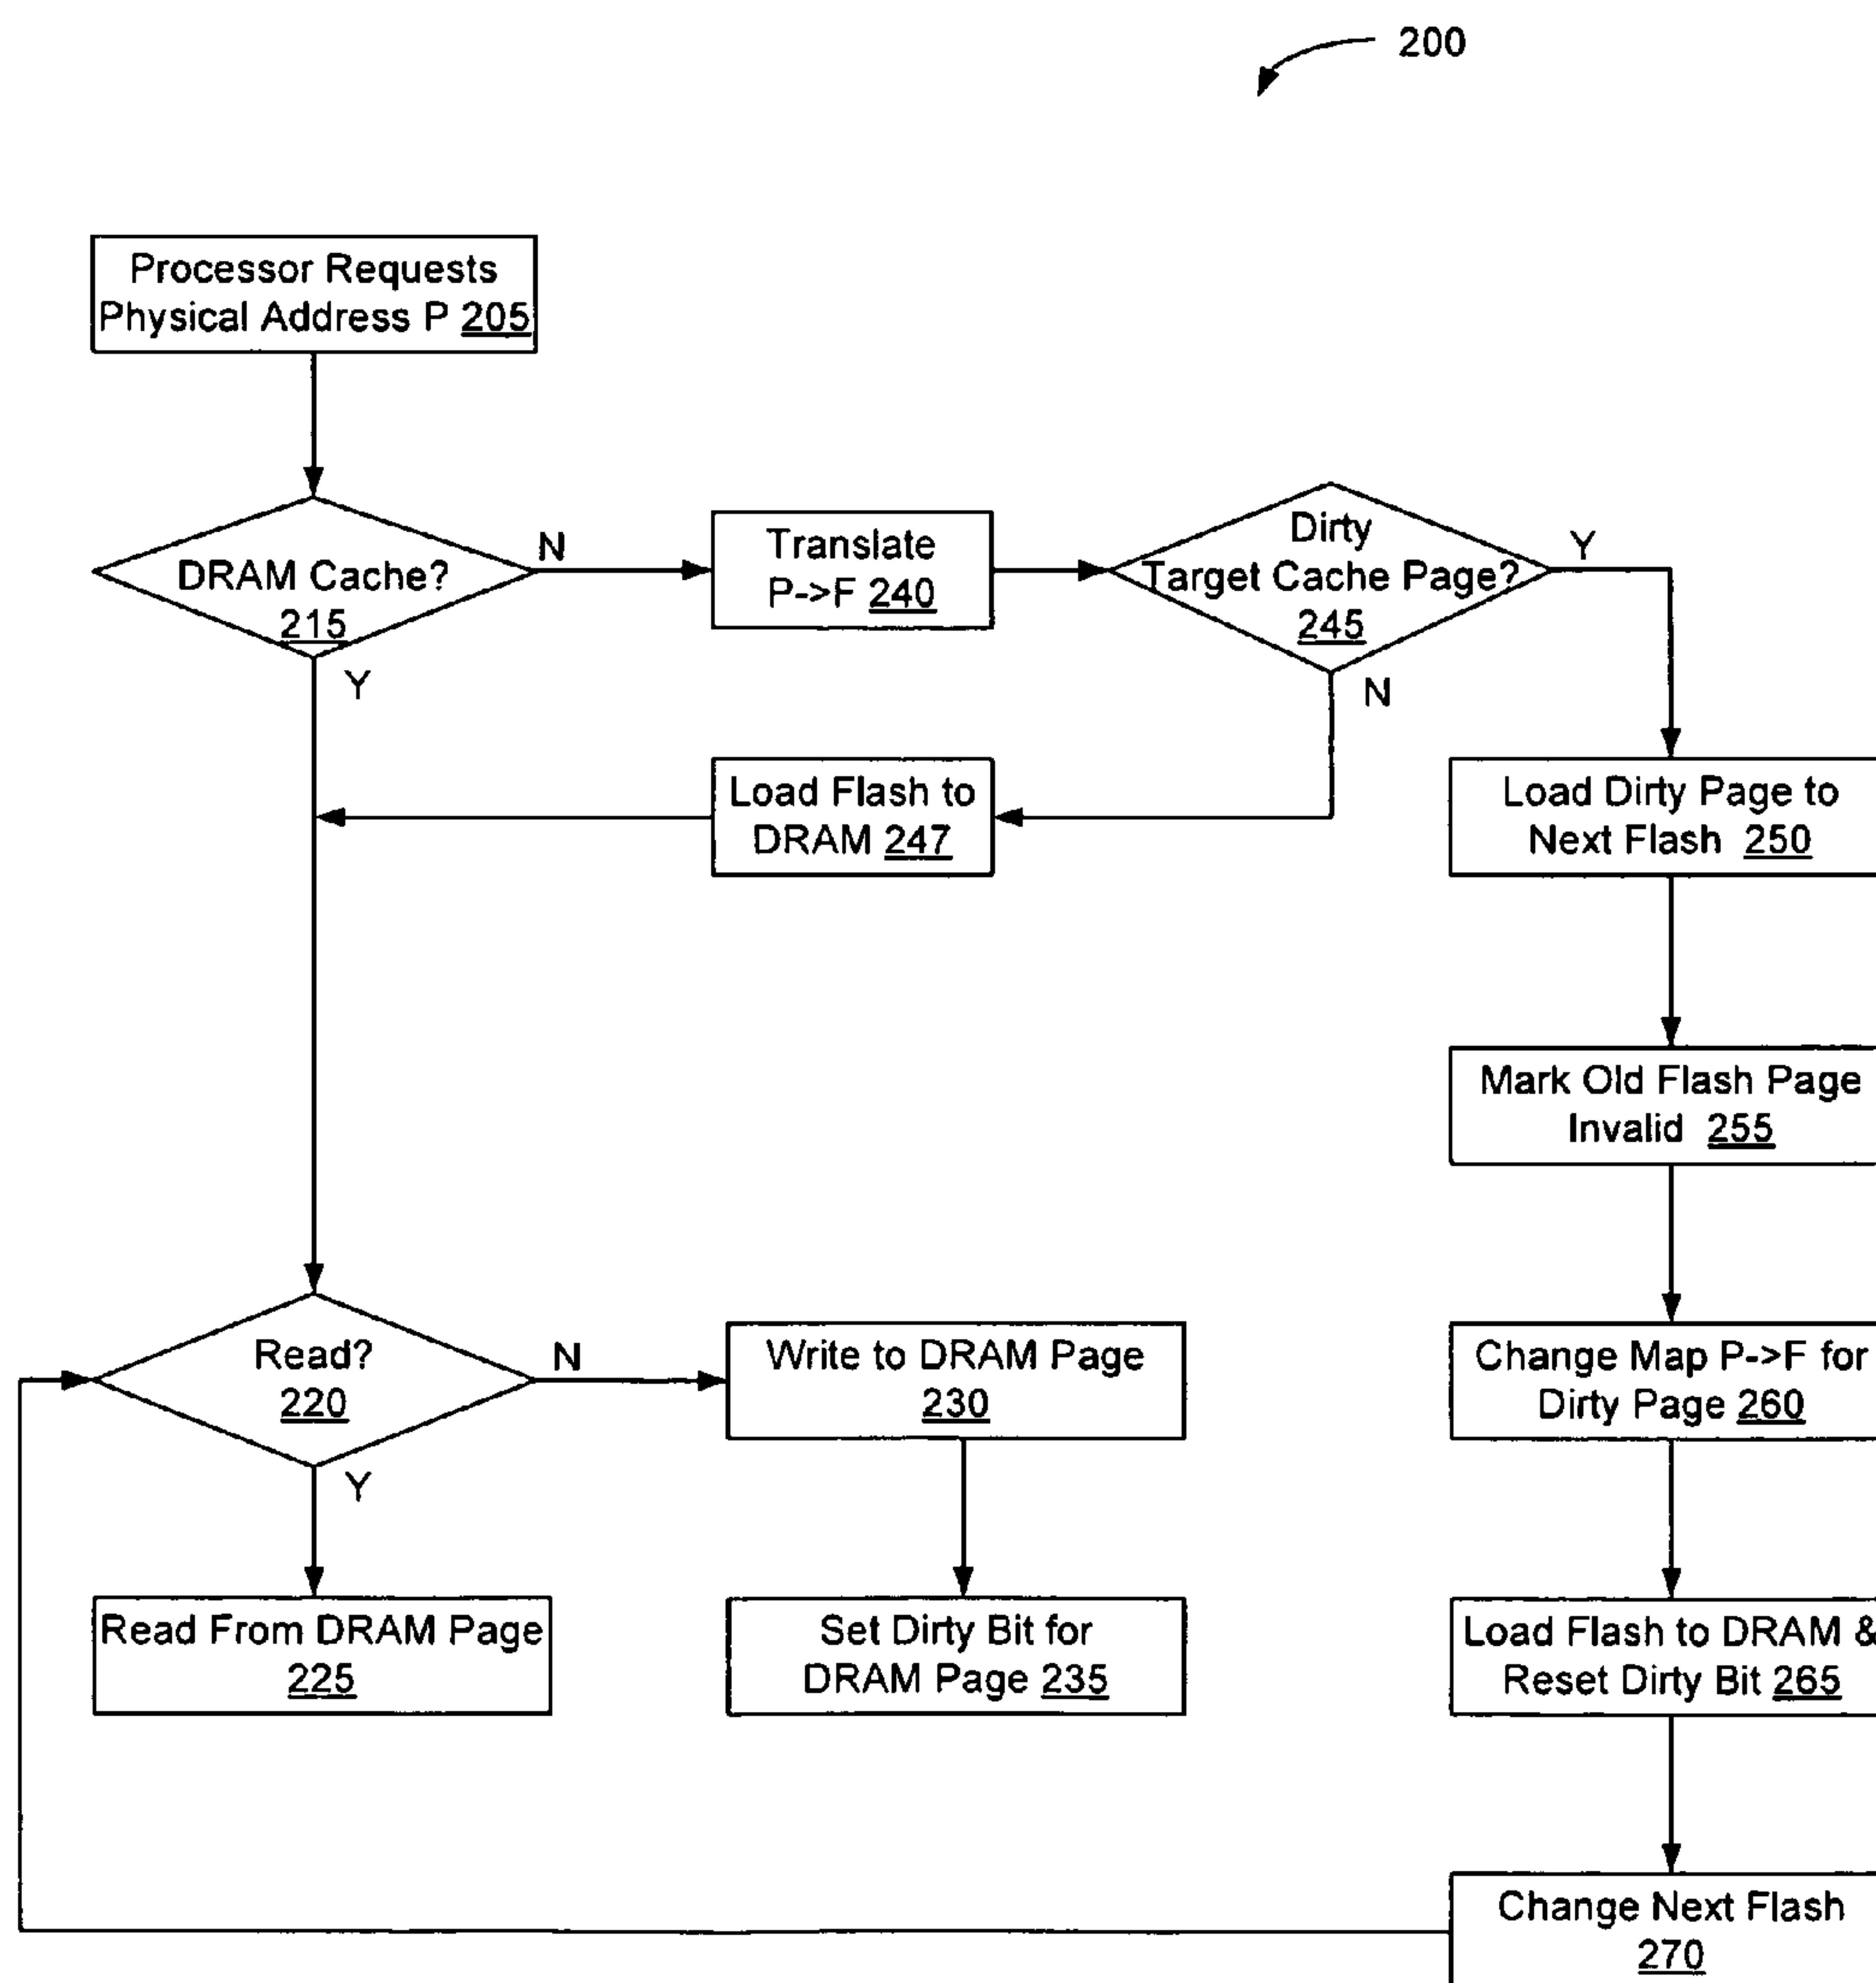 200
Processor Requests
Physical Address P 205
DRAM Cache?
215
N
Y
Translate
P->F 240
Dirty
Target Cache Page?
245
Y
N
Load Flash to
DRAM 247
Load Dirty Page to
Next Flash 250
Mark Old Flash Page
Invalid 255
Read?
220
N
Y
Write to DRAM Page
230
Change Map P->F for
Dirty Page 260
Read From DRAM Page
225
Set Dirty Bit for
DRAM Page 235
Load Flash to DRAM &
Reset Dirty Bit 265
Change Next Flash
270